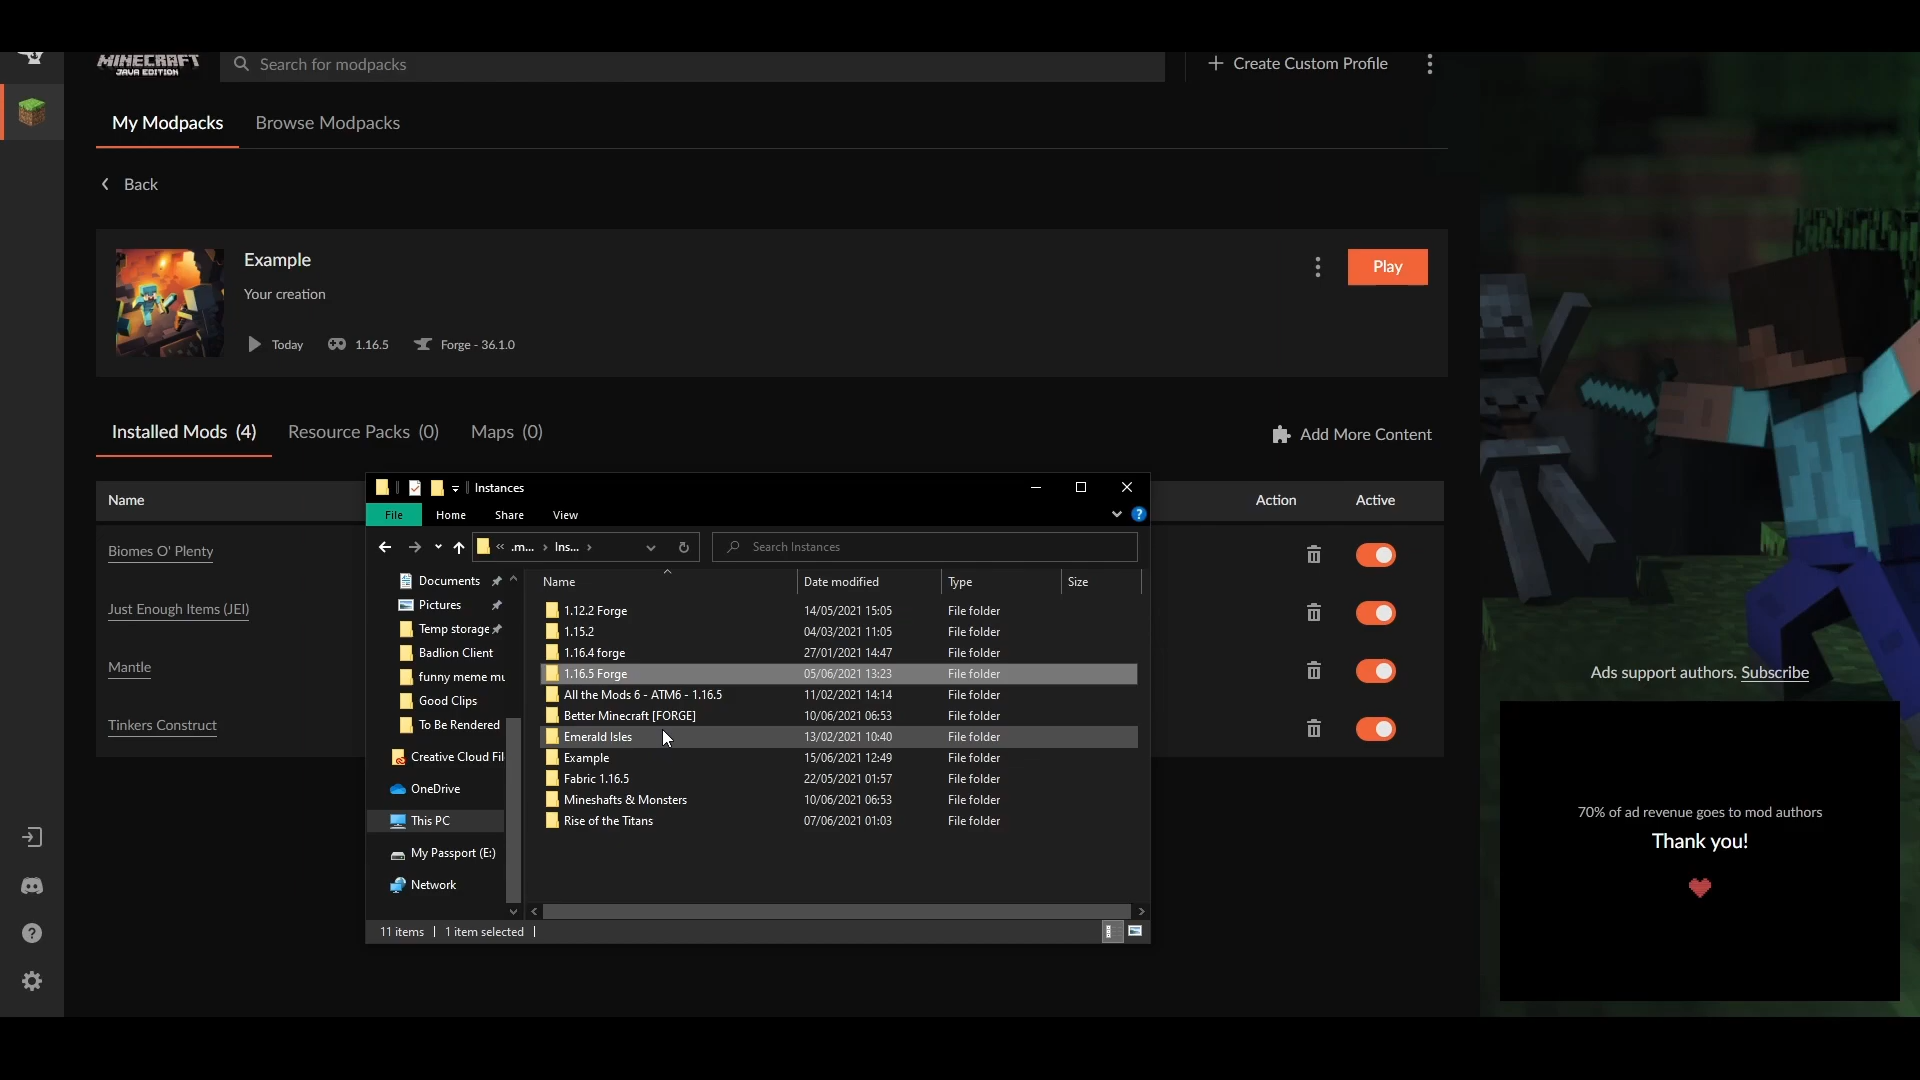 MINECRAFT
JAVA EDITION
Search for modpacks
Create Custom Profile
My Modpacks
Browse Modpacks
Back
Example
Your creation
Today
1.16.5
Forge - 36.1.0
Play
Installed Mods (4)
Resource Packs (0)
Maps (0)
Add More Content
Name
Action
Active
Biomes O' Plenty
Just Enough Items (JEI)
Mantle
Tinkers Construct
Instances
File
Home
Share
View
« .m... › Ins... ›
Search Instances
Documents
Pictures
Temp storage
Badlion Client
funny meme mu
Good Clips
To Be Rendered
Creative Cloud Fil
OneDrive
This PC
My Passport (E:)
Network
Name Date modified Type Size
1.12.2 Forge 14/05/2021 15:05 File folder
1.15.2 04/03/2021 11:05 File folder
1.16.4 forge 27/01/2021 14:47 File folder
1.16.5 Forge 05/06/2021 13:23 File folder
All the Mods 6 - ATM6 - 1.16.5 11/02/2021 14:14 File folder
Better Minecraft [FORGE] 10/06/2021 06:53 File folder
Emerald Isles 13/02/2021 10:40 File folder
Example 15/06/2021 12:49 File folder
Fabric 1.16.5 22/05/2021 01:57 File folder
Mineshafts & Monsters 10/06/2021 06:53 File folder
Rise of the Titans 07/06/2021 01:03 File folder
11 items
1 item selected
Ads support authors. Subscribe
70% of ad revenue goes to mod authors
Thank you!